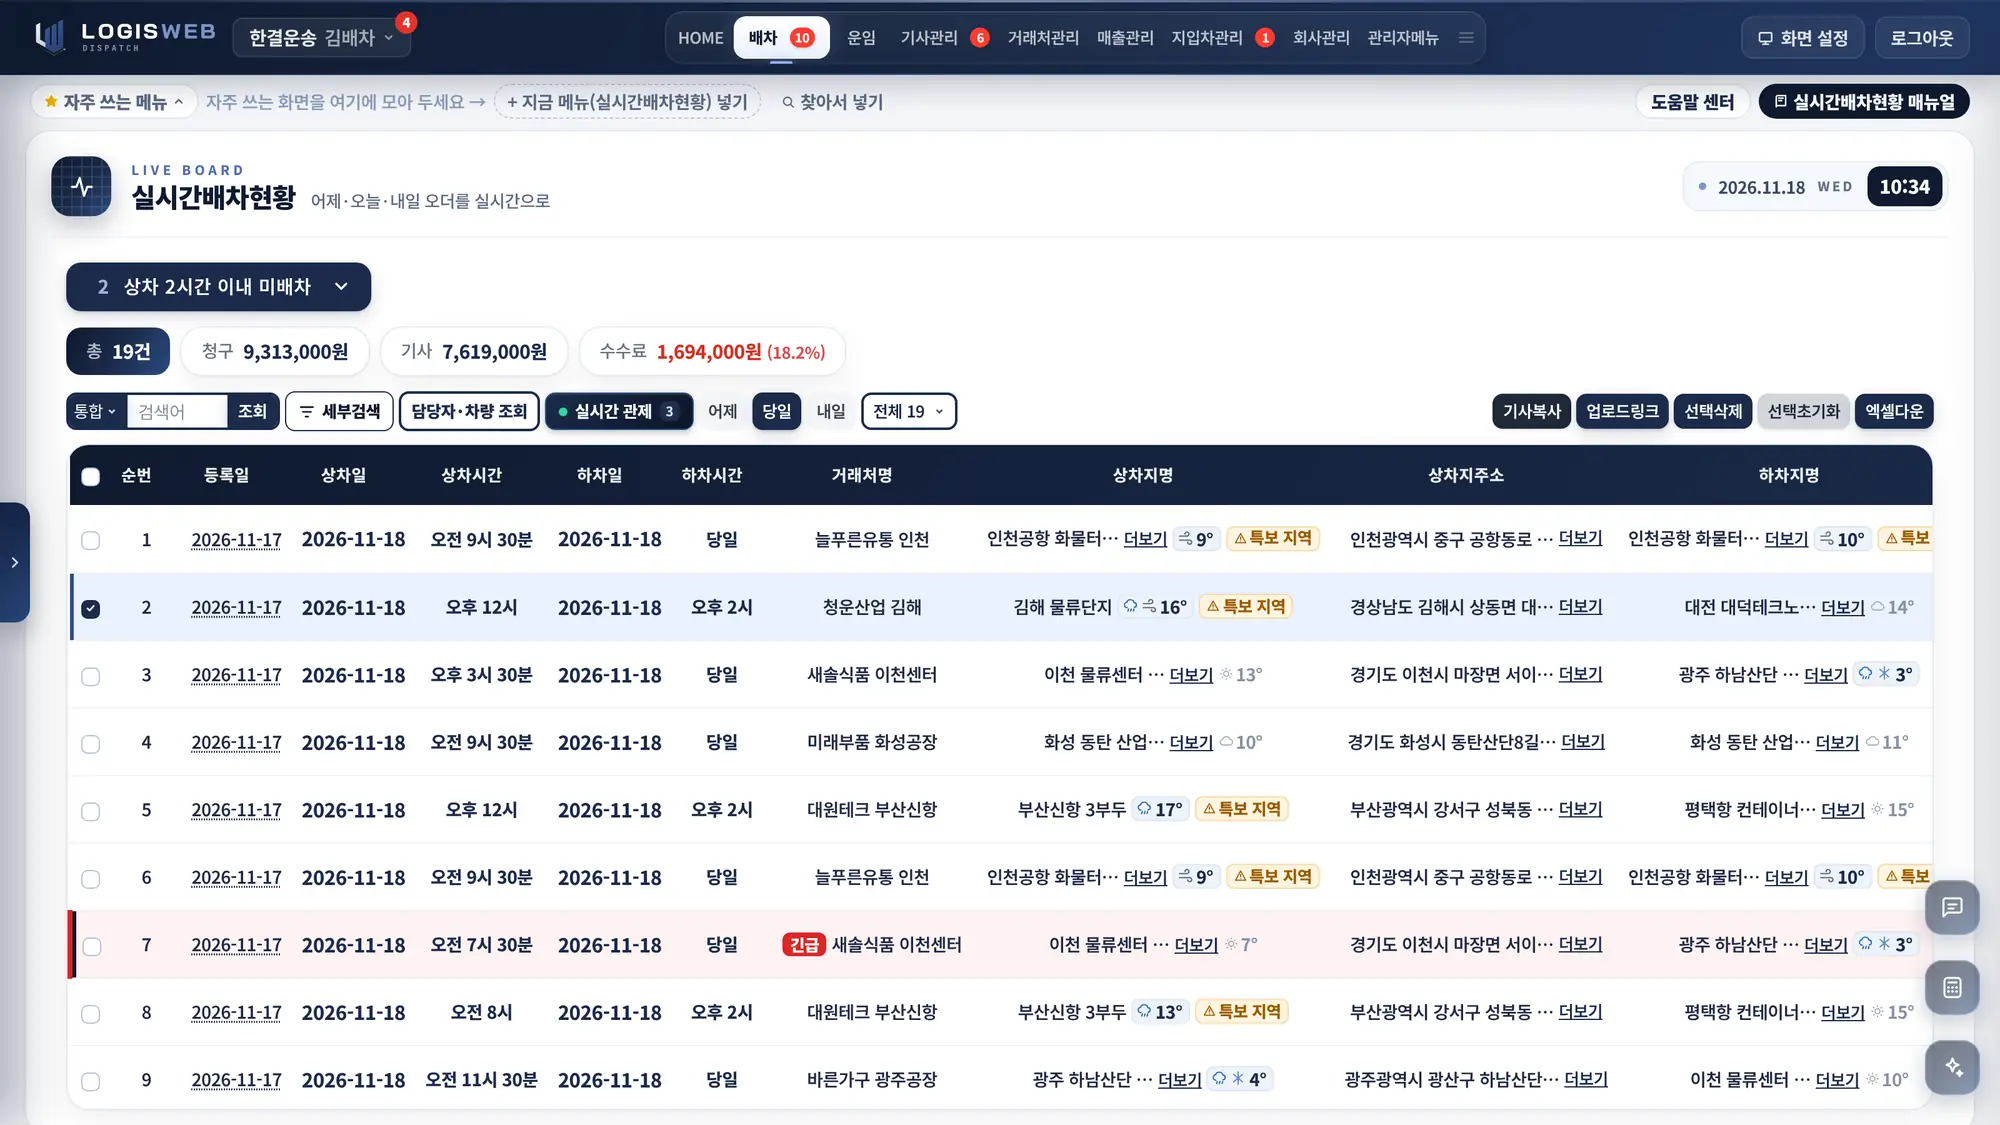 LOGISWEB
DISPATCH
한결운송 김배차 4
HOME 배차 10 운임 기사관리 6 거래처관리 매출관리 지입차관리 1 회사관리 관리자메뉴
화면 설정 로그아웃
자주 쓰는 메뉴 자주 쓰는 화면을 여기에 모아 두세요 → + 지금 메뉴(실시간배차현황) 넣기 찾아서 넣기
도움말 센터 실시간배차현황 매뉴얼
LIVE BOARD
실시간배차현황 어제·오늘·내일 오더를 실시간으로
2026.11.18 WED 10:34
2 상차 2시간 이내 미배차
총 19건 청구 9,313,000원 기사 7,619,000원 수수료 1,694,000원 (18.2%)
통합 검색어 조회 세부검색 담당자·차량 조회 실시간 관제 3 어제 당일 내일 전체 19
기사복사 업로드링크 선택삭제 선택초기화 엑셀다운
순번 등록일 상차일 상차시간 하차일 하차시간 거래처명 상차지명 상차지주소 하차지명
1 2026-11-17 2026-11-18 오전 9시 30분 2026-11-18 당일 늘푸른유통 인천 인천공항 화물터··· 더보기 9° ⚠특보 지역 인천광역시 중구 공항동로 ··· 더보기 인천공항 화물터··· 더보기 10° ⚠특보
2 2026-11-17 2026-11-18 오후 12시 2026-11-18 오후 2시 청운산업 김해 김해 물류단지 16° ⚠특보 지역 경상남도 김해시 상동면 대··· 더보기 대전 대덕테크노··· 더보기 14°
3 2026-11-17 2026-11-18 오후 3시 30분 2026-11-18 당일 새솔식품 이천센터 이천 물류센터 ··· 더보기 13° 경기도 이천시 마장면 서이··· 더보기 광주 하남산단 ··· 더보기 3°
4 2026-11-17 2026-11-18 오전 9시 30분 2026-11-18 당일 미래부품 화성공장 화성 동탄 산업··· 더보기 10° 경기도 화성시 동탄산단8길··· 더보기 화성 동탄 산업··· 더보기 11°
5 2026-11-17 2026-11-18 오후 12시 2026-11-18 오후 2시 대원테크 부산신항 부산신항 3부두 17° ⚠특보 지역 부산광역시 강서구 성북동 ··· 더보기 평택항 컨테이너··· 더보기 15°
6 2026-11-17 2026-11-18 오전 9시 30분 2026-11-18 당일 늘푸른유통 인천 인천공항 화물터··· 더보기 9° ⚠특보 지역 인천광역시 중구 공항동로 ··· 더보기 인천공항 화물터··· 더보기 10° ⚠특보
7 2026-11-17 2026-11-18 오전 7시 30분 2026-11-18 당일 긴급 새솔식품 이천센터 이천 물류센터 ··· 더보기 7° 경기도 이천시 마장면 서이··· 더보기 광주 하남산단 ··· 더보기 3°
8 2026-11-17 2026-11-18 오전 8시 2026-11-18 오후 2시 대원테크 부산신항 부산신항 3부두 13° ⚠특보 지역 부산광역시 강서구 성북동 ··· 더보기 평택항 컨테이너··· 더보기 15°
9 2026-11-17 2026-11-18 오전 11시 30분 2026-11-18 당일 바른가구 광주공장 광주 하남산단 ··· 더보기 4° 광주광역시 광산구 하남산단··· 더보기 이천 물류센터 ··· 더보기 10°